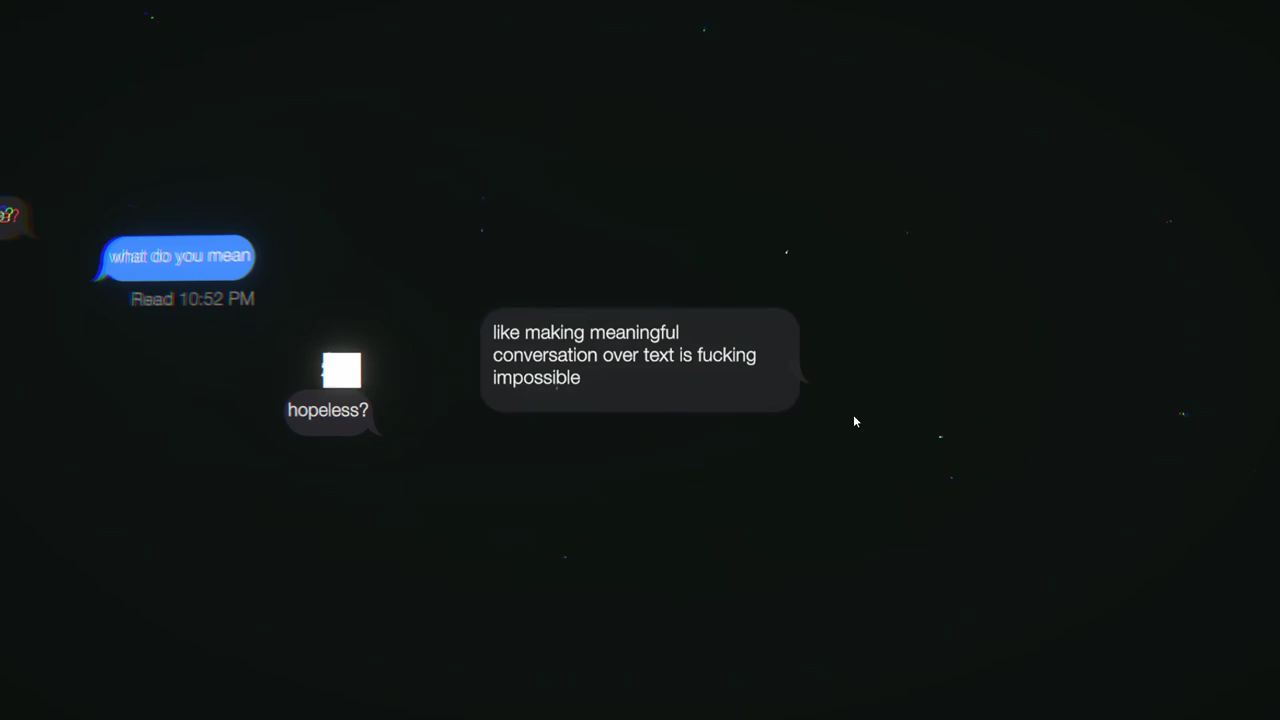 what do you mean
Read 10:52 PM
hopeless?
like making meaningful
conversation over text is fucking
impossible